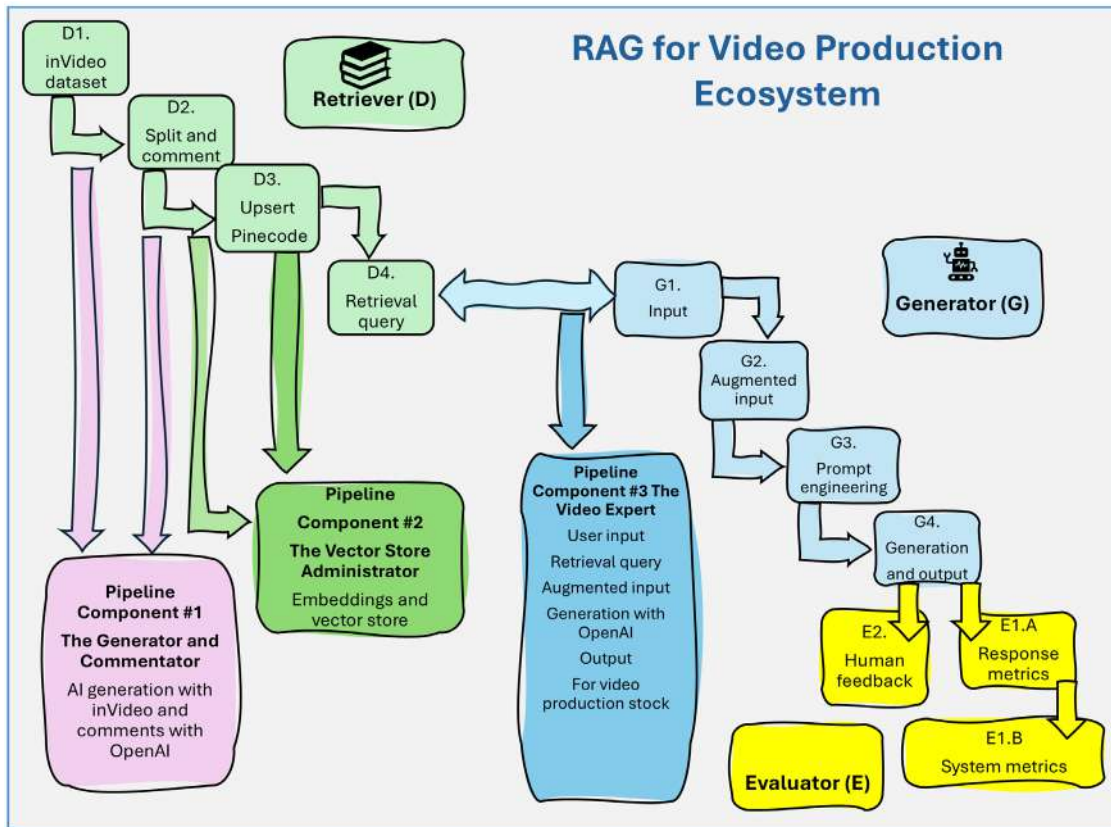 RAG for Video Production
Ecosystem
D1.
inVideo
dataset
D2.
Split and
comment
D3.
Upsert
Pinecode
D4.
Retrieval
query
Retriever (D)
G1.
Input
G2.
Augmented
input
G3.
Prompt
engineering
G4.
Generation
and output
Generator (G)
Pipeline
Component #1
The Generator and
Commentator
AI generation with
inVideo and
comments with
OpenAI
Pipeline
Component #2
The Vector Store
Administrator
Embeddings and
vector store
Pipeline
Component #3 The
Video Expert
User input
Retrieval query
Augmented input
Generation with
OpenAI
Output
For video
production stock
E2.
Human
feedback
E1.A
Response
metrics
E1.B
System metrics
Evaluator (E)